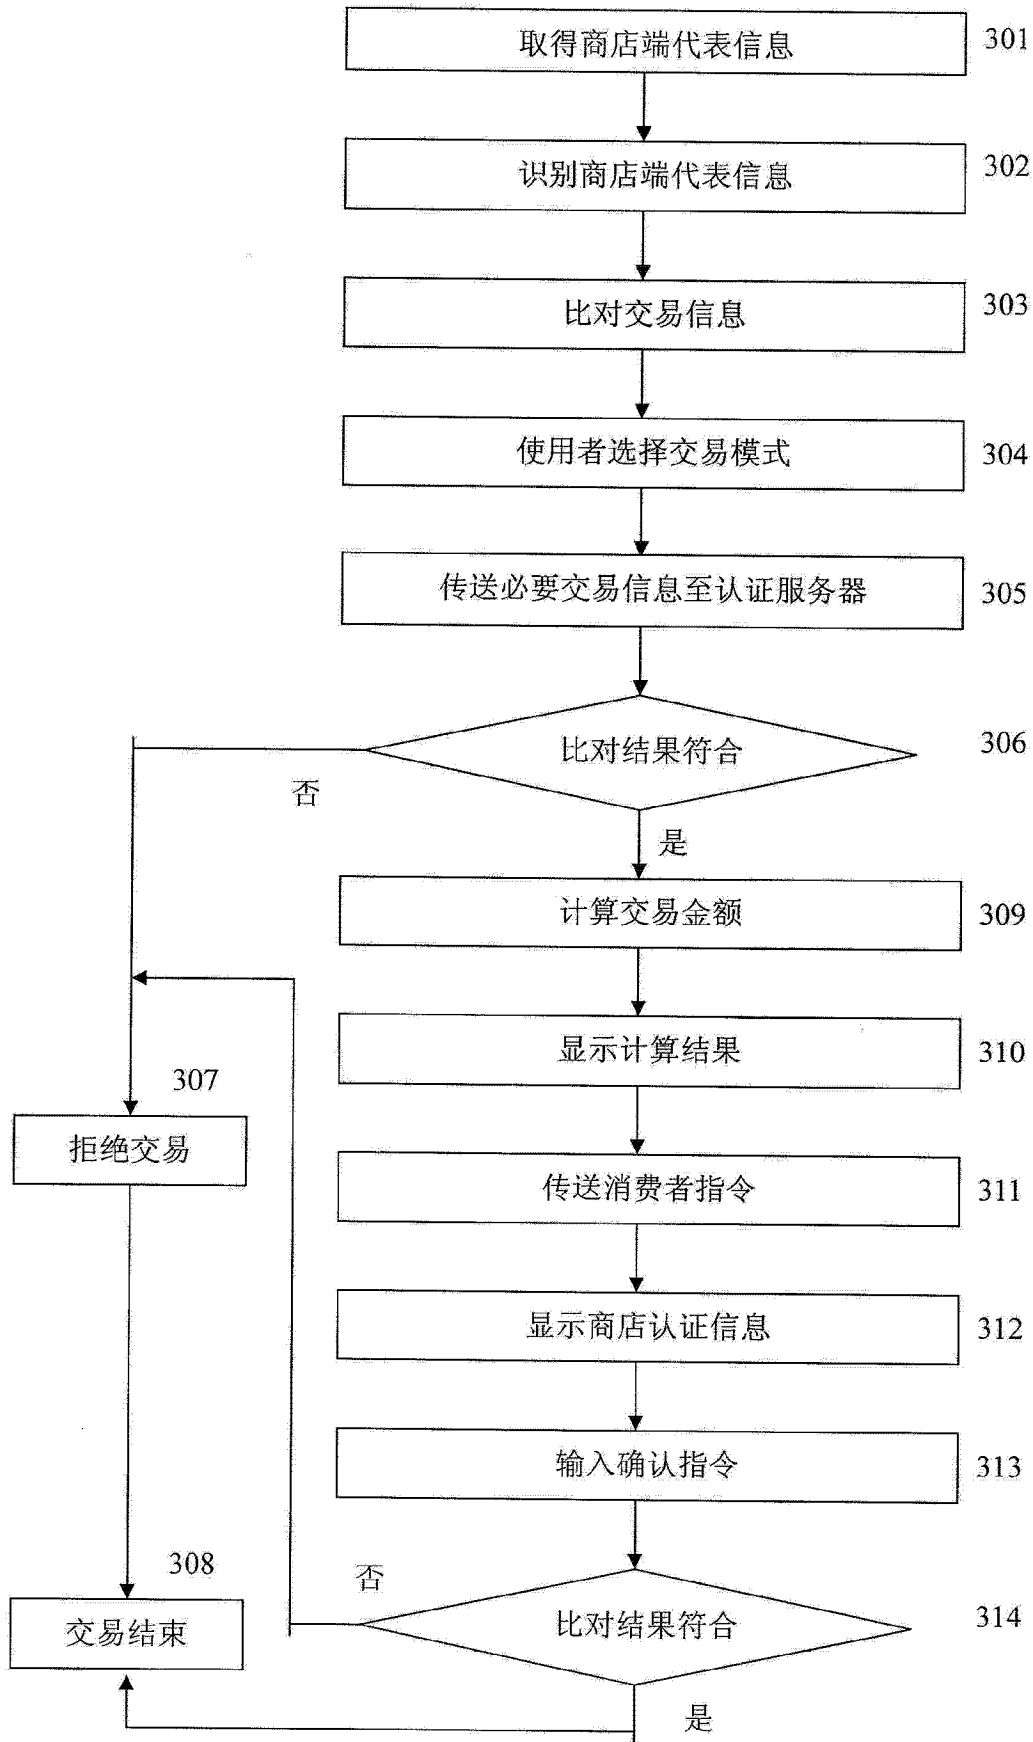 取得商店端代表信息
301
识别商店端代表信息
302
比对交易信息
303
使用者选择交易模式
304
传送必要交易信息至认证服务器
305
比对结果符合
306
否
是
计算交易金额
309
显示计算结果
310
307
拒绝交易
传送消费者指令
311
显示商店认证信息
312
输入确认指令
313
308
交易结束
否
比对结果符合
314
是